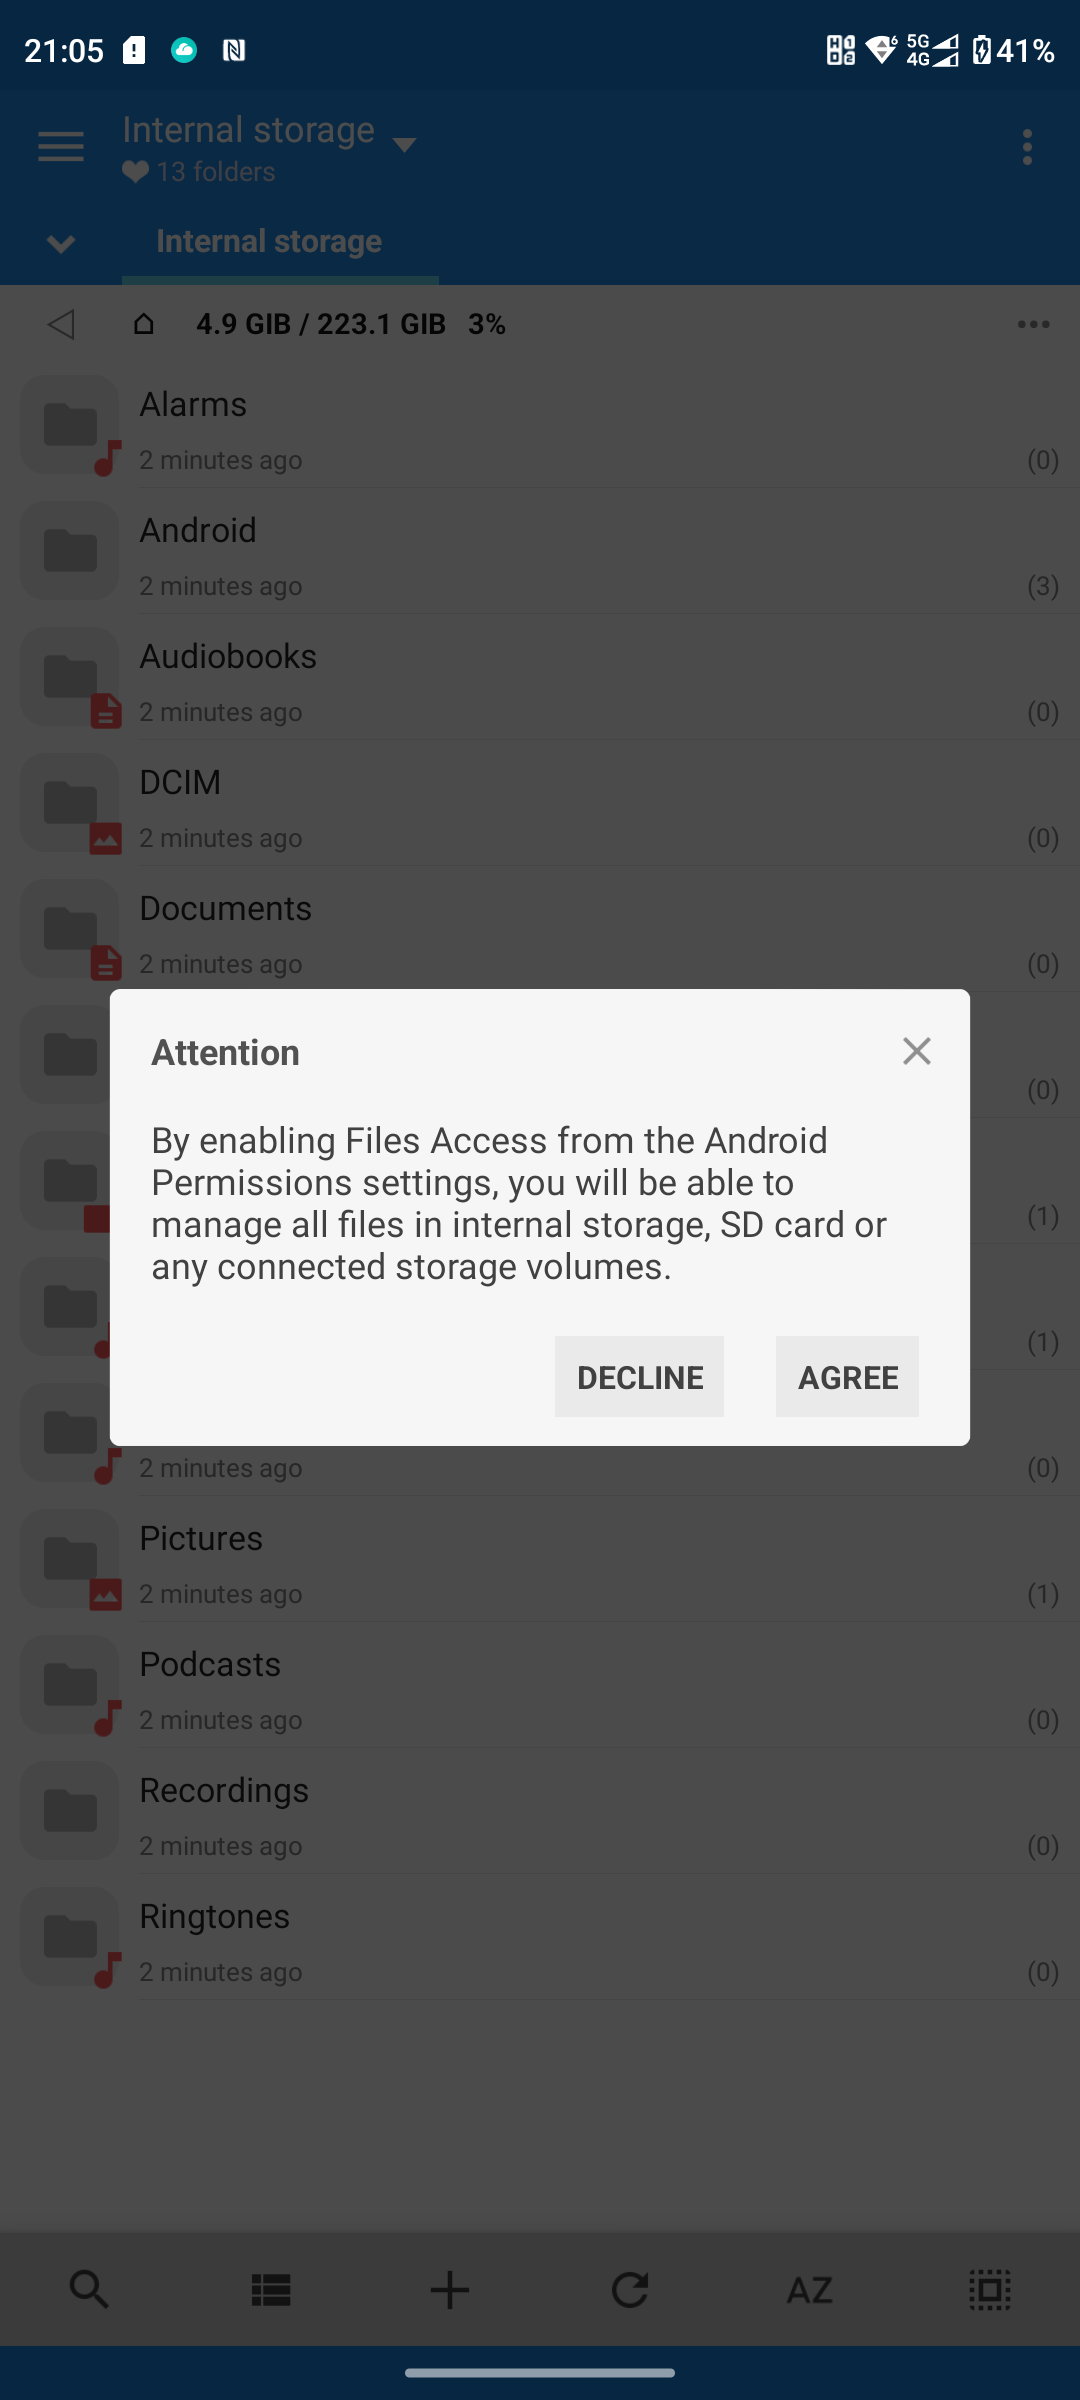 21:05
5G
4G
41%
Internal storage
13 folders
Internal storage
4.9 GIB / 223.1 GIB 3%
Alarms
2 minutes ago
(0)
Android
2 minutes ago
(3)
Audiobooks
2 minutes ago
(0)
DCIM
2 minutes ago
(0)
Documents
2 minutes ago
(0)
(0)
(1)
(1)
Attention
By enabling Files Access from the Android
Permissions settings, you will be able to
manage all files in internal storage, SD card or
any connected storage volumes.
DECLINE
AGREE
2 minutes ago
(0)
Pictures
2 minutes ago
(1)
Podcasts
2 minutes ago
(0)
Recordings
2 minutes ago
(0)
Ringtones
2 minutes ago
(0)
AZ